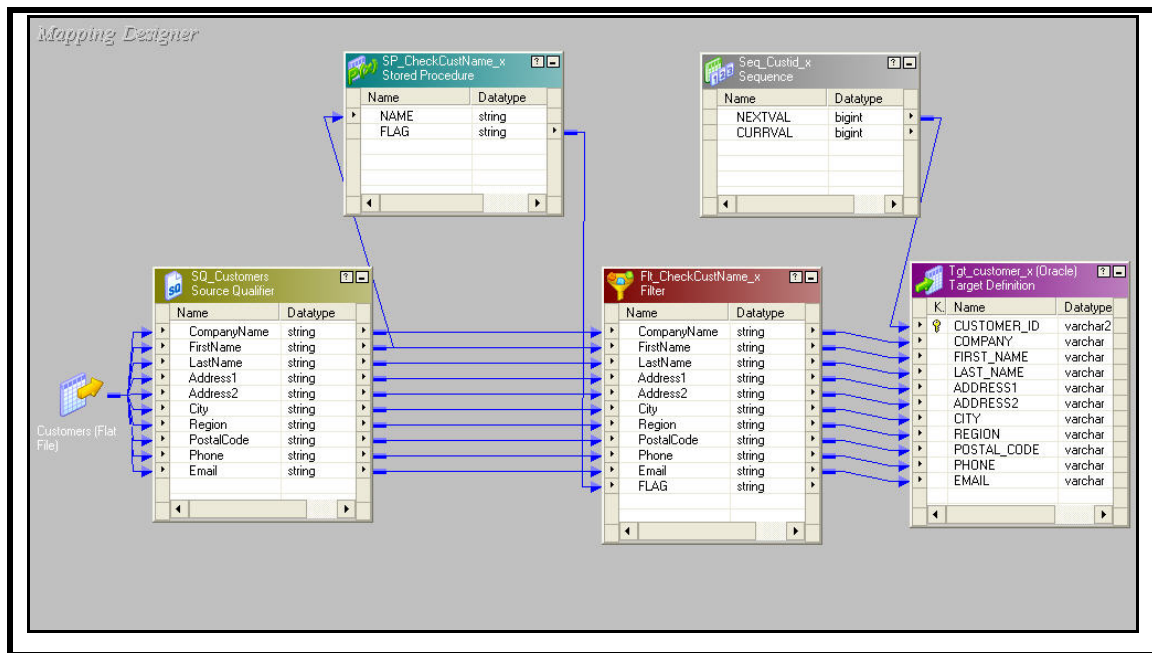 Mapping Designer
SP_CheckCustName_x
Stored Procedure
Name Datatype
NAME string
FLAG string
Seq_Custid_x
Sequence
Name Datatype
NEXTVAL bigint
CURRVAL bigint
Customers (Flat
File)
SQ_Customers
Source Qualifier
Name Datatype
CompanyName string
FirstName string
LastName string
Address1 string
Address2 string
City string
Region string
PostalCode string
Phone string
Email string
Flt_CheckCustName_x
Filter
Name Datatype
CompanyName string
FirstName string
LastName string
Address1 string
Address2 string
City string
Region string
PostalCode string
Phone string
Email string
FLAG string
Tgt_customer_x (Oracle)
Target Definition
K. Name Datatype
CUSTOMER_ID varchar2
COMPANY varchar
FIRST_NAME varchar
LAST_NAME varchar
ADDRESS1 varchar
ADDRESS2 varchar
CITY varchar
REGION varchar
POSTAL_CODE varchar
PHONE varchar
EMAIL varchar